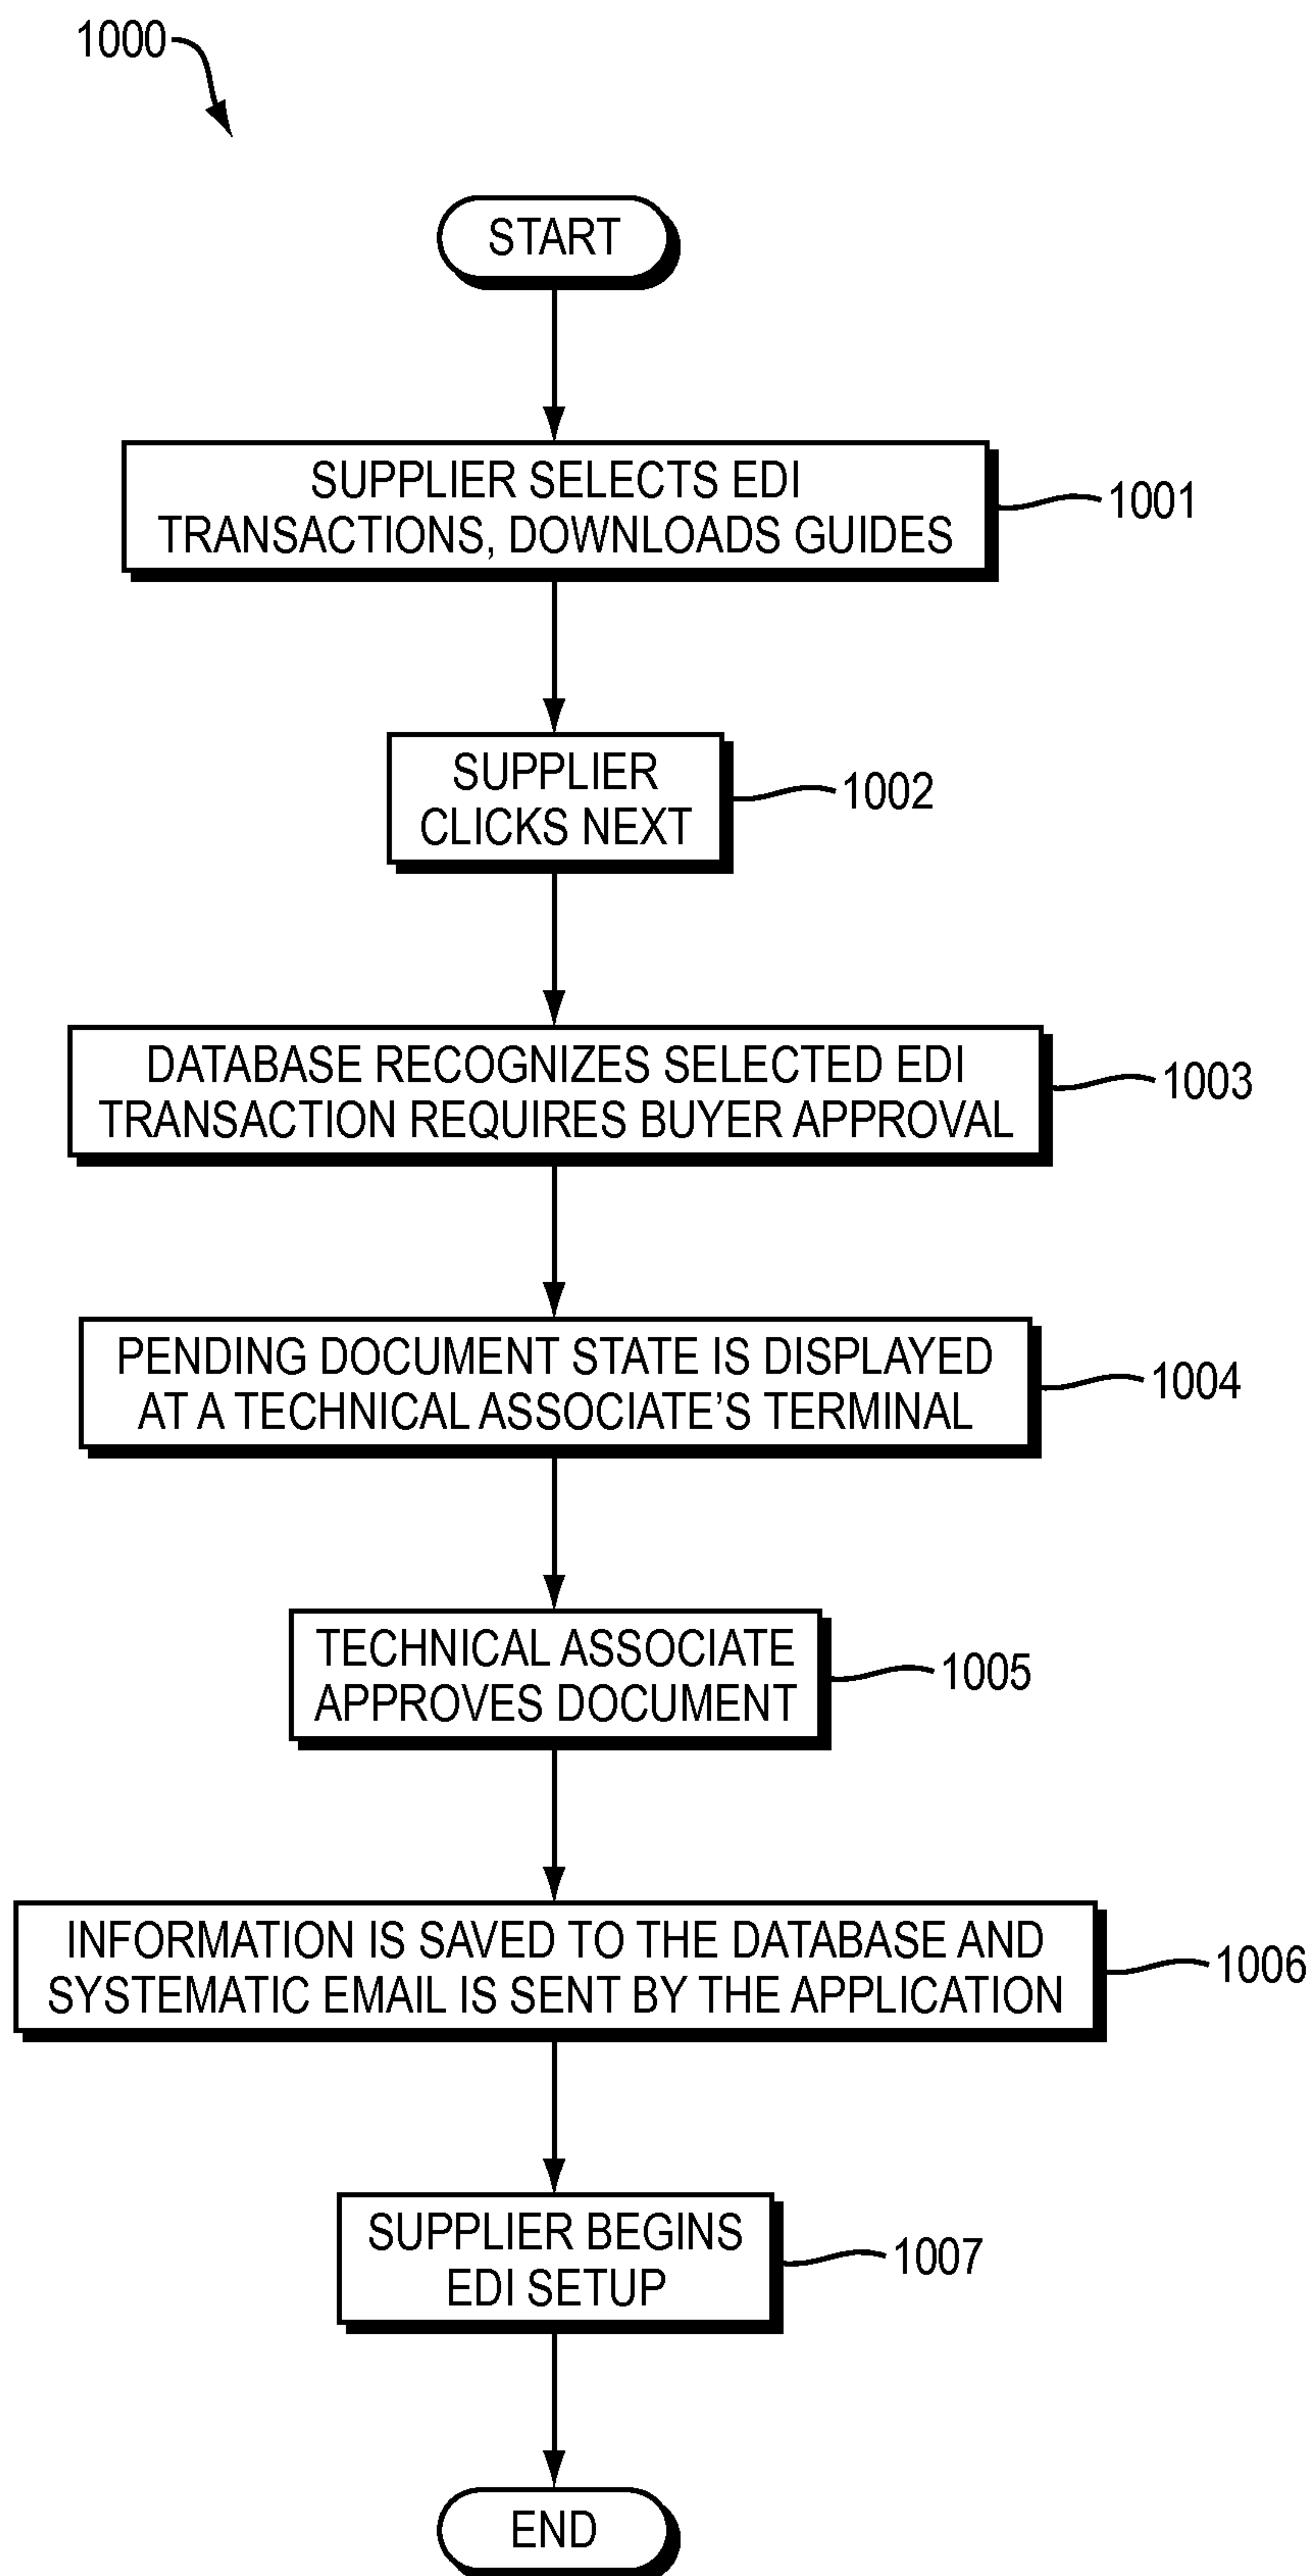 1000
START
SUPPLIER SELECTS EDI
TRANSACTIONS, DOWNLOADS GUIDES
1001
SUPPLIER
CLICKS NEXT
1002
DATABASE RECOGNIZES SELECTED EDI
TRANSACTION REQUIRES BUYER APPROVAL
1003
PENDING DOCUMENT STATE IS DISPLAYED
AT A TECHNICAL ASSOCIATE'S TERMINAL
1004
TECHNICAL ASSOCIATE
APPROVES DOCUMENT
1005
INFORMATION IS SAVED TO THE DATABASE AND
SYSTEMATIC EMAIL IS SENT BY THE APPLICATION
1006
SUPPLIER BEGINS
EDI SETUP
1007
END